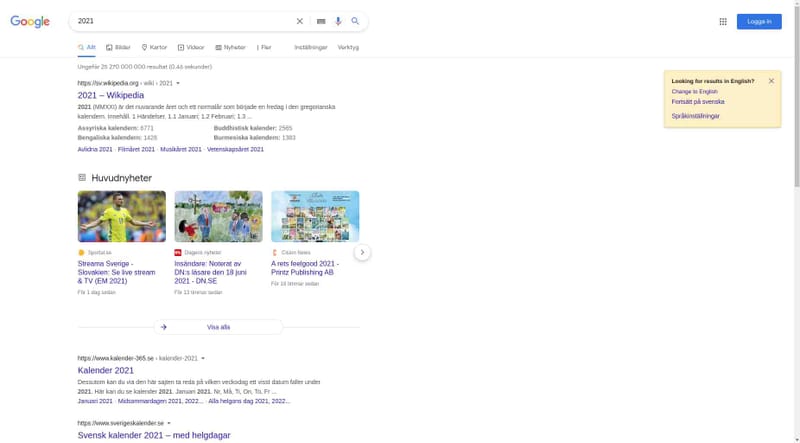 Google
2021
Logga in
Allt
Bilder
Kartor
Videor
Nyheter
Fler
Inställningar
Verktyg
Ungefär 25 270 000 000 resultat (0,44 sekunder)
https://sv.wikipedia.org › wiki › 2021
2021 – Wikipedia
2021 (MMXXI) är det nuvarande året och ett normalår som började en fredag i den gregorianska
kalendern. Innehåll. 1 Händelser. 1.1 Januari; 1.2 Februari; 1.3 ...
Assyriska kalendern: 6771
Buddhistisk kalender: 2565
Bengaliska kalendern: 1428
Burmesiska kalendern: 1383
Avlidna 2021 · Filmåret 2021 · Musikåret 2021 · Vetenskapsåret 2021
Looking for results in English?
Change to English
Fortsätt på svenska
Språkinställningar
Huvudnyheter
Sportal.se
Streama Sverige -
Slovakien: Se live stream
& TV (EM 2021)
För 1 dag sedan
Dagens nyheter
Insändare: Noterat av
DN:s läsare den 18 juni
2021 - DN.SE
För 13 timmar sedan
Cision News
Årets feelgood 2021 -
Printz Publishing AB
timmar sedan
Visa alla
https://www.kalender-365.se › kalender-2021
Kalender 2021
Dessutom kan du via den här sajten ta reda på vilken veckodag ett visst datum faller under
2021. Här kan du se kalender 2021. Januari 2021. Nr, Må, Ti, On, To, Fr ...
Januari 2021 · Midsommardagen 2021, 2022... · Alla helgons dag 2021, 2022...
https://www.sverigeskalender.se
Svensk kalender 2021 – med helgdagar